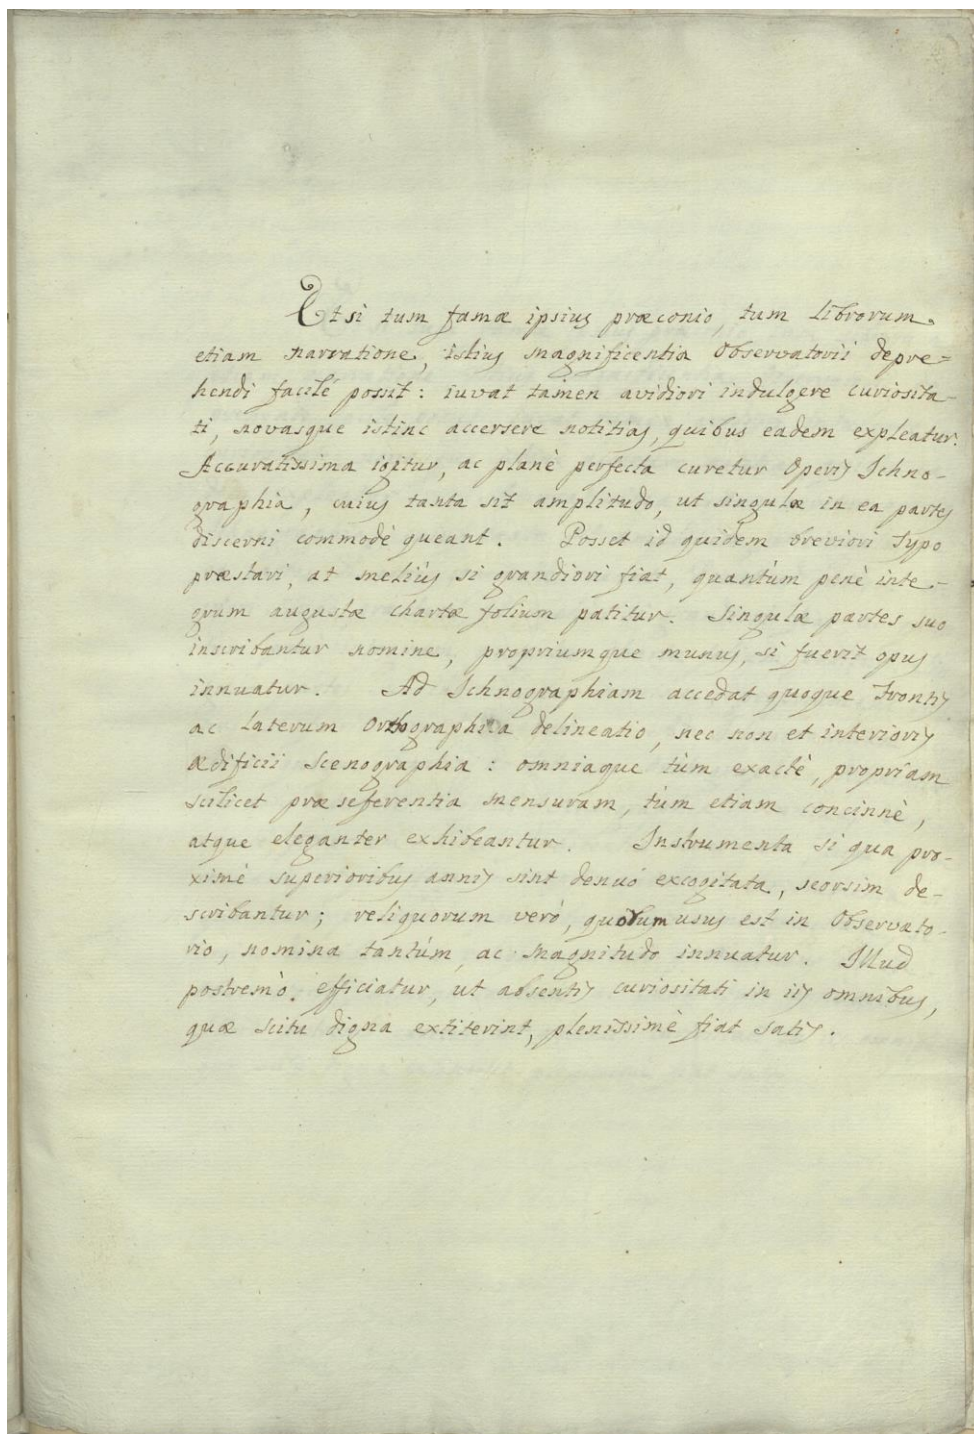 Etsi tum famæ ipsius præconio, tum librorum
etiam narratione, istius magnificentia Observatorii depre=
hendi facilè possit: iuvat tamen avidiori indulgere curiosita-
ti, novasque istinc accersere notitias, quibus eadem expleatur.
Accuratissima igitur, ac planè perfecta curetur Operis Ichno-
graphia, cuius tanta sit amplitudo, ut singulæ in ea partes
discerni commodè queant. Posset id quidem breviori Typo
præstari, at meliùs si grandiori fiat, quantùm penè inte-
grum augustæ chartæ folium patitur. Singulæ partes suo
inscribantur nomine, propriumque munus, si fuerit opus
innuatur. Ad Ichnographiam accedat quoque Frontis
ac laterum Orthographica delineatio, nec non et interioris
ædificii Scenographia: omniaque tùm exactè, propriam
scilicet præseferentia mensuram, tùm etiam concinnè,
atque eleganter exhibeantur. Instrumenta si qua pro-
ximè superioribus annis sint denuò excogitata, seorsim de-
scribantur; reliquorum verò, quorum usus est in Observato-
rio, nomina tantùm, ac magnitudo innuatur. Illud
postremò efficiatur, ut absentis curiositati in iis omnibus,
quæ scitu digna extiterint, plenissimè fiat satis.